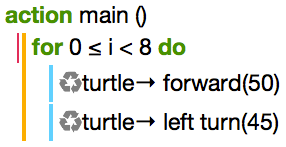 action main ()
for 0 ≤ i < 8 do
♻turtle→ forward(50)
♻turtle→ left turn(45)